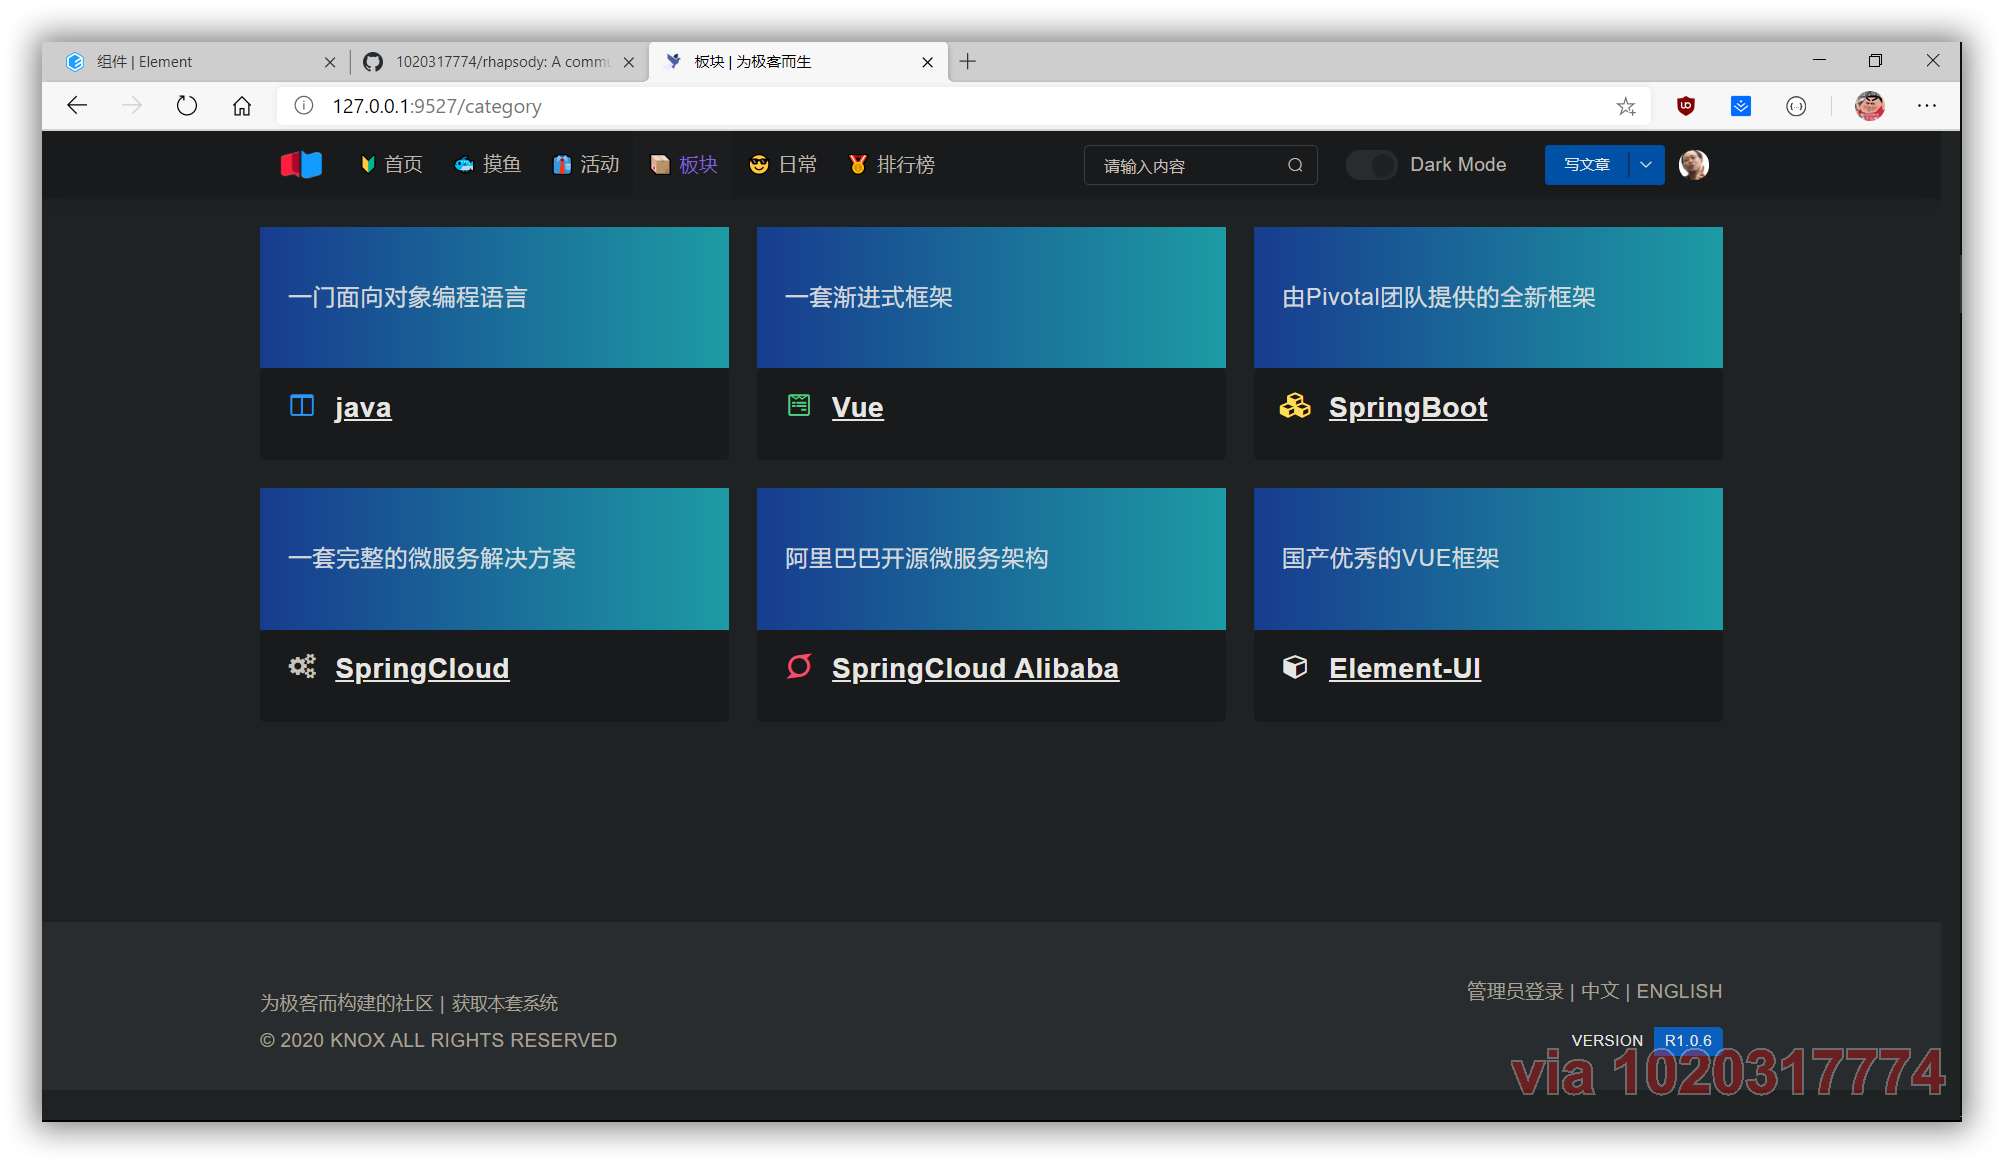 组件 | Element
1020317774/rhapsody: A comm
板块 | 为极客而生
127.0.0.1:9527/category
首页
摸鱼
活动
板块
日常
排行榜
请输入内容
Dark Mode
写文章
一门面向对象编程语言
java
一套渐进式框架
Vue
由Pivotal团队提供的全新框架
SpringBoot
一套完整的微服务解决方案
SpringCloud
阿里巴巴开源微服务架构
SpringCloud Alibaba
国产优秀的VUE框架
Element-UI
为极客而构建的社区 | 获取本套系统
© 2020 KNOX ALL RIGHTS RESERVED
管理员登录 | 中文 | ENGLISH
VERSION R1.0.6
via 1020317774